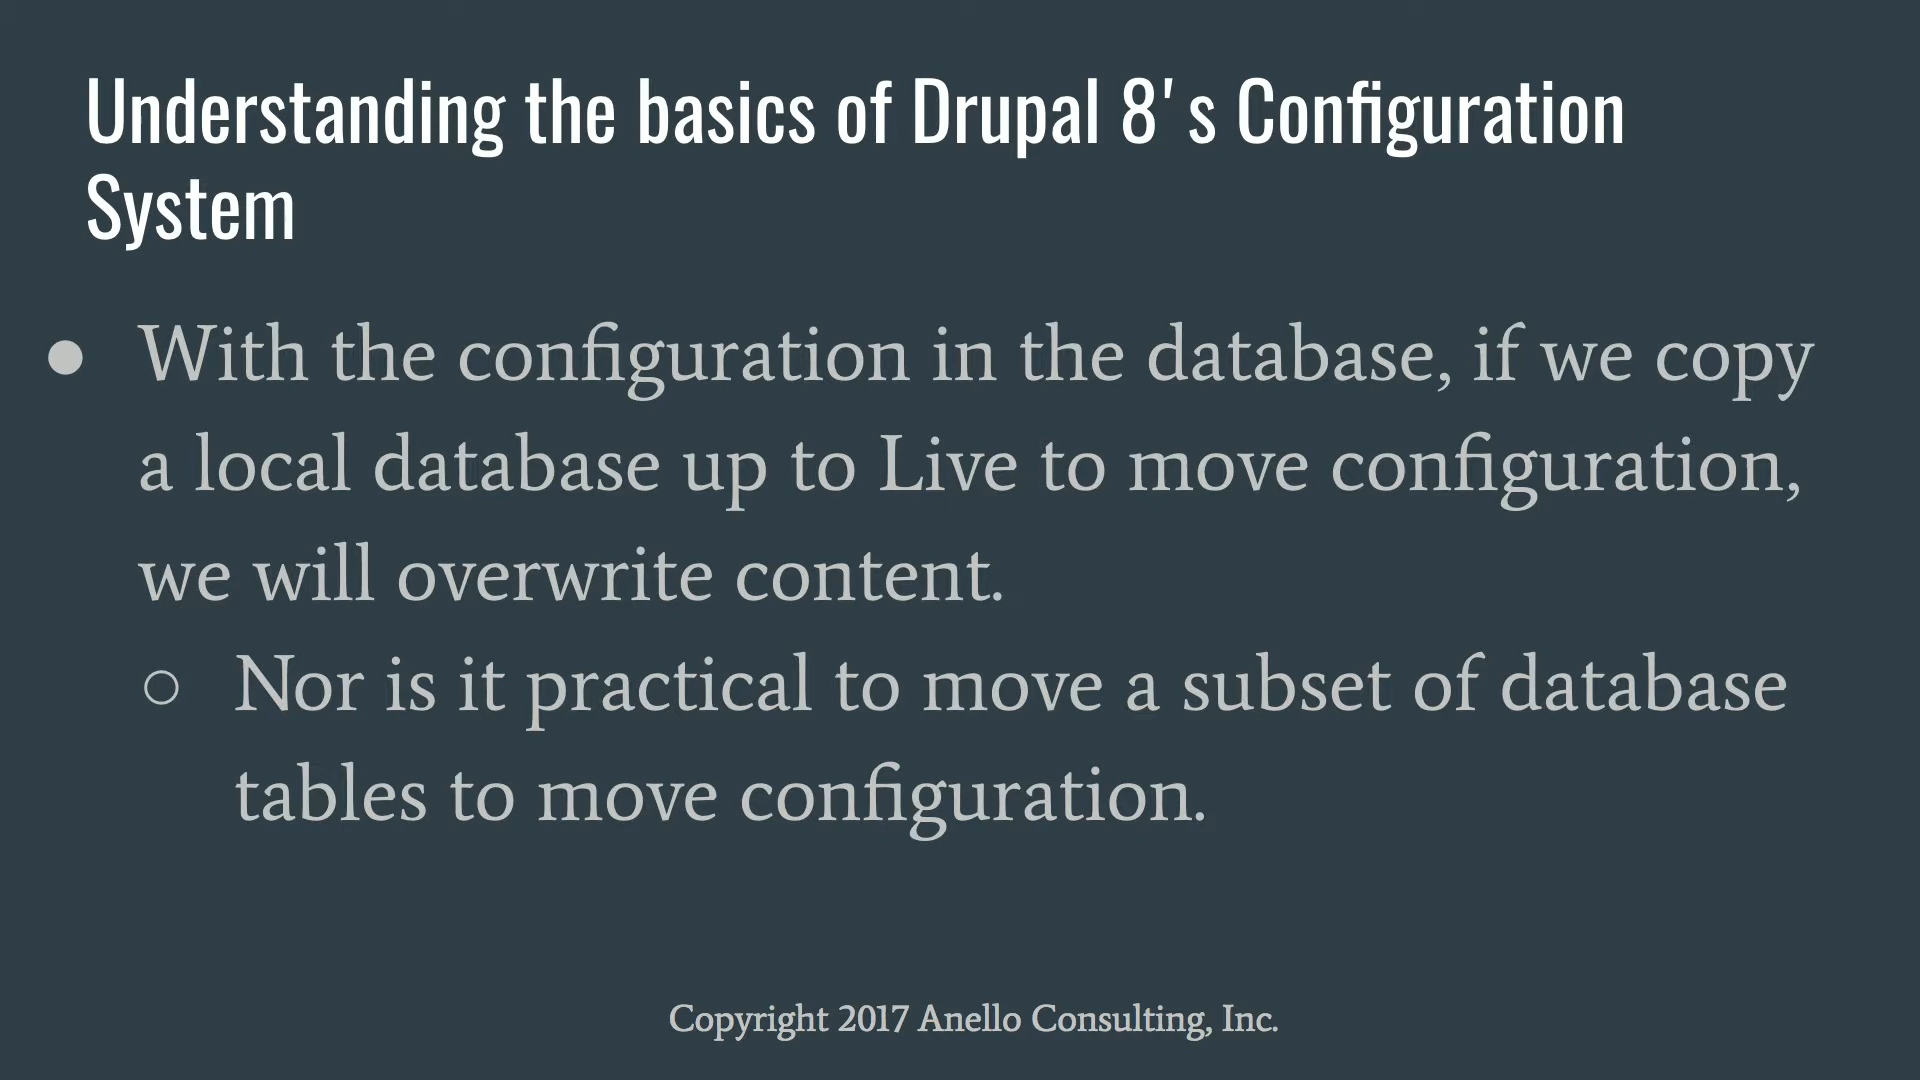 Understanding the basics of Drupal 8's Configuration
System
● With the configuration in the database, if we copy
a local database up to Live to move configuration,
we will overwrite content.
○ Nor is it practical to move a subset of database
tables to move configuration.
Copyright 2017 Anello Consulting, Inc.